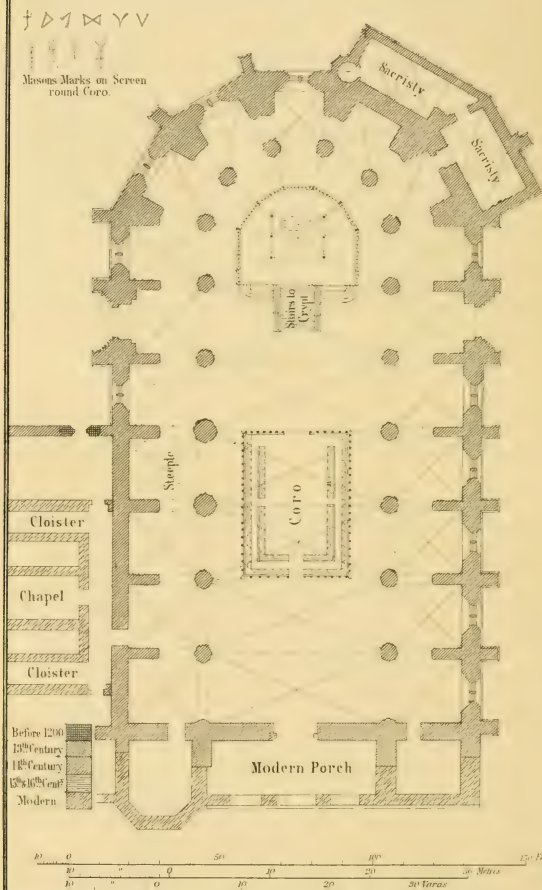 Masons Marks on Screen
round Coro.
Sacristy
Sacristy
Stairs to
Crypt
Steeple
Coro
Cloister
Chapel
Cloister
Before 1200
13th Century
14th Century
15th & 16th Centy
Modern
Modern Porch
10 0 50 100 150
10 " 0 10 20 30 Metres
10 " 0 10 20 30 Varas